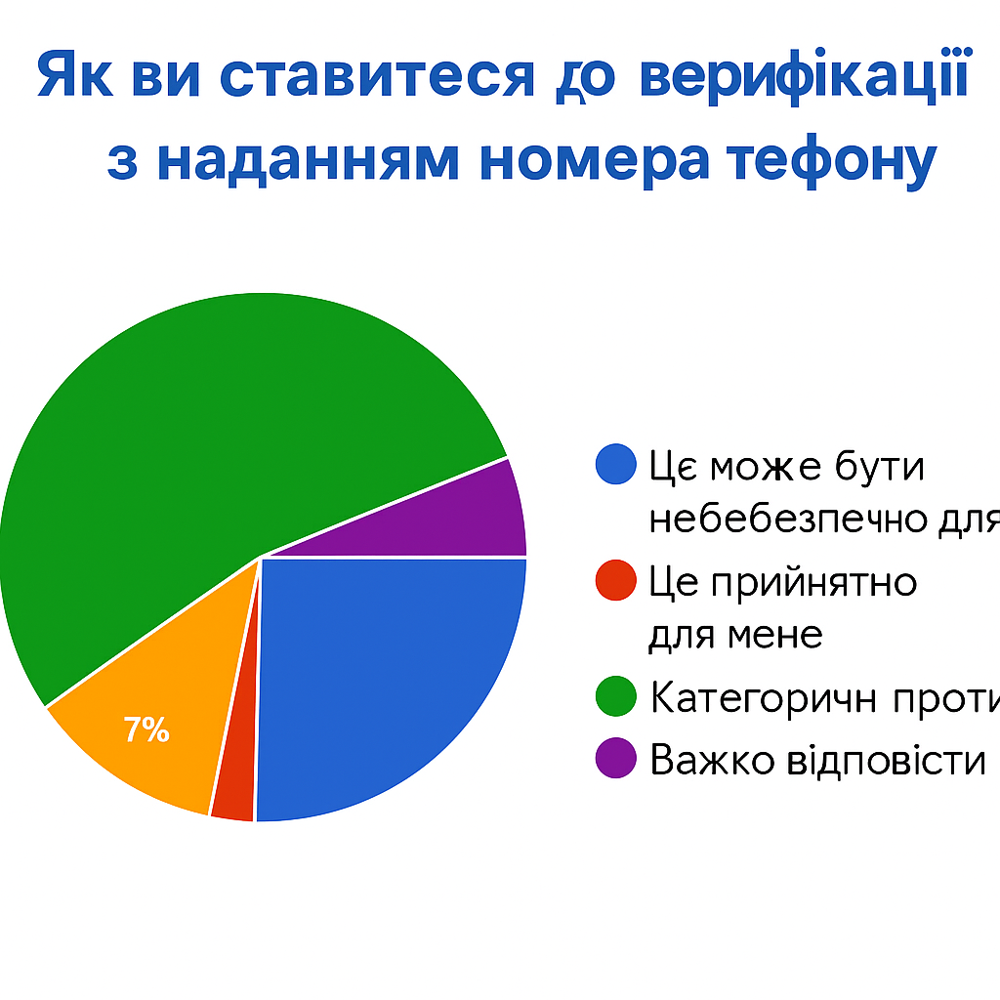 Як ви ставитеся до верифікації
з наданням номера тефону
7%
Цє може бути
небебезпечно для
Це прийнятно
для мене
Категоричн проти
Важко відповісти